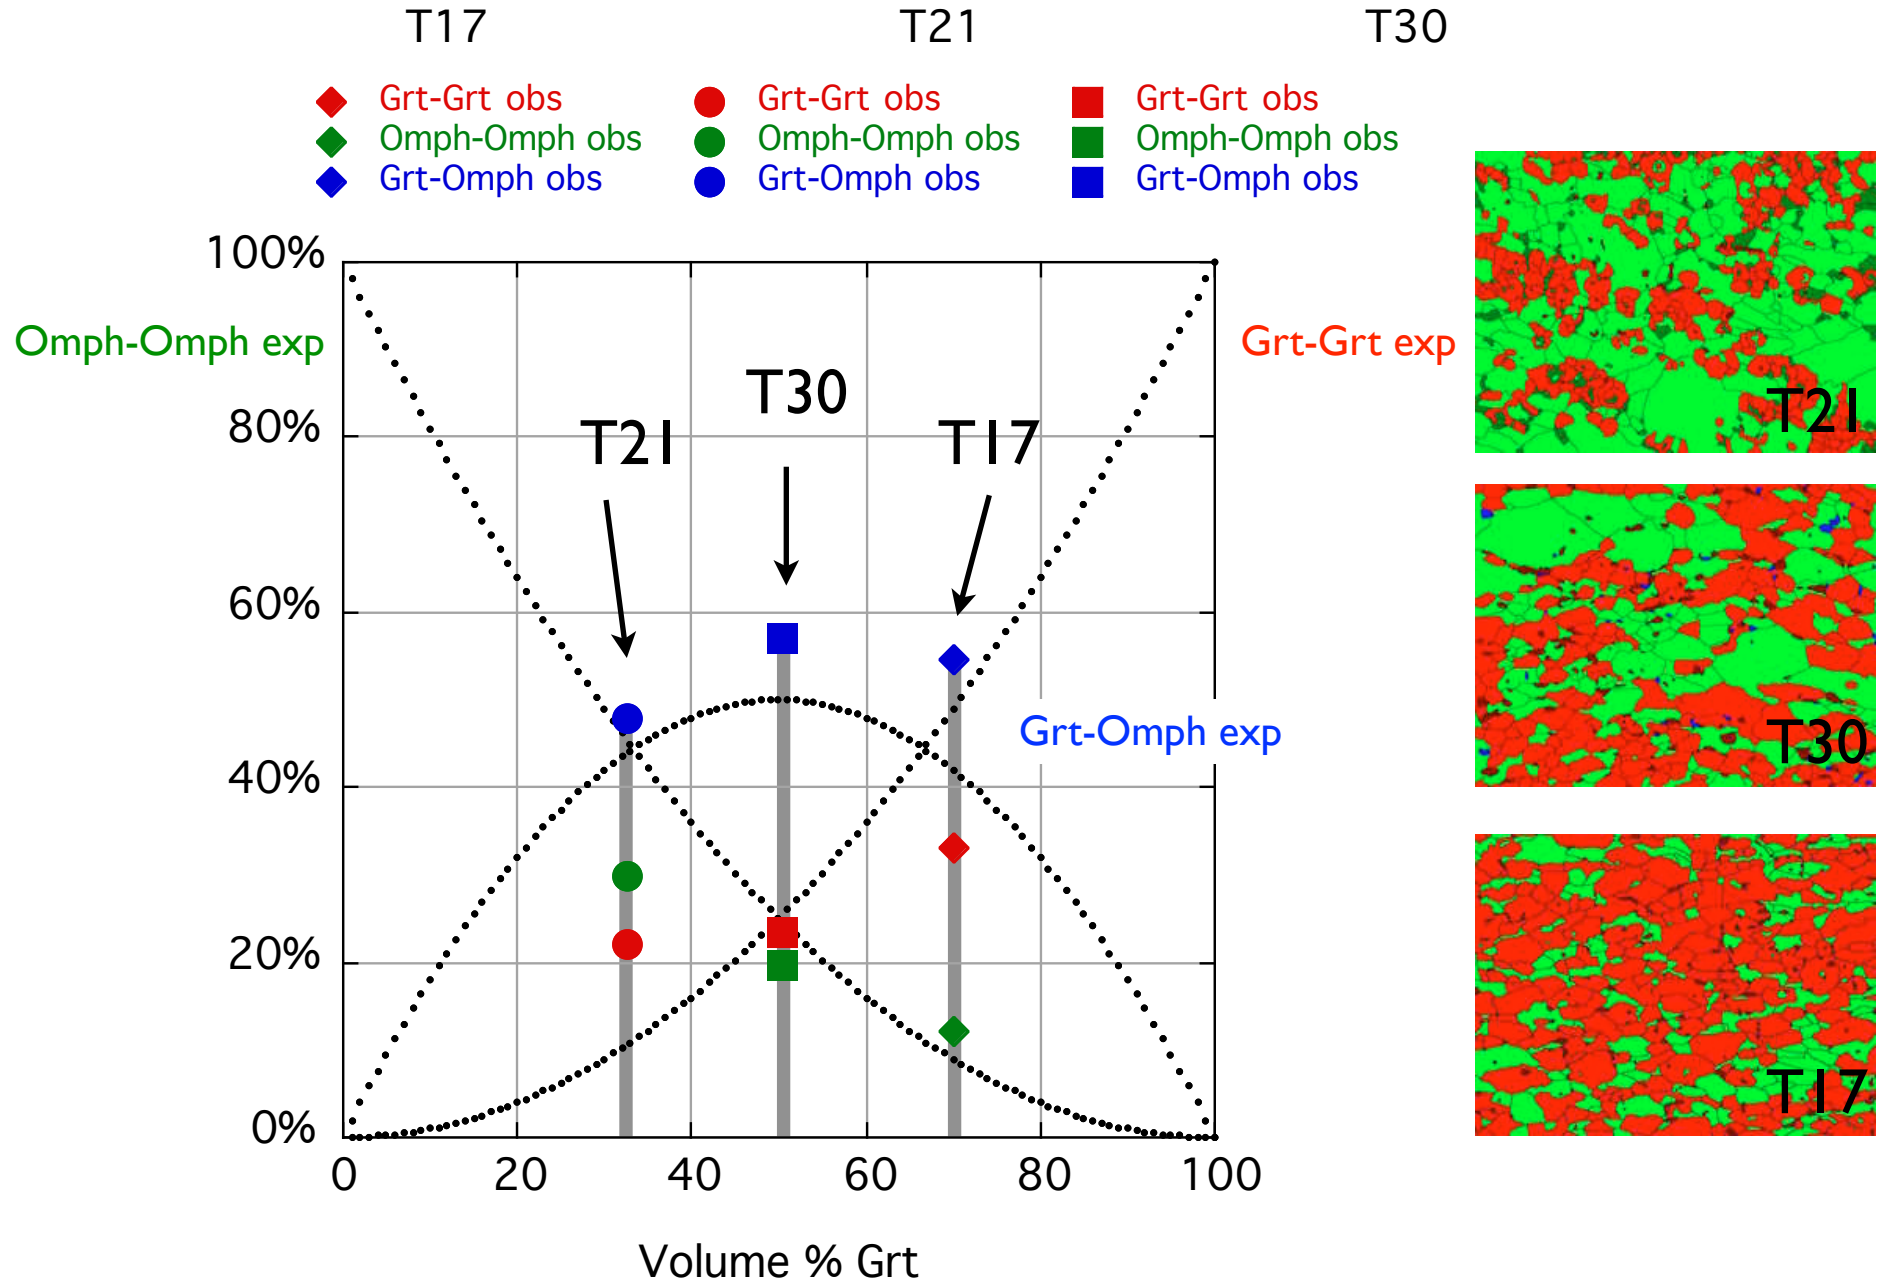 T17 T21 T30
Grt-Grt obs Grt-Grt obs Grt-Grt obs
Omph-Omph obs Omph-Omph obs Omph-Omph obs
Grt-Omph obs Grt-Omph obs Grt-Omph obs
100%
Omph-Omph exp
Grt-Grt exp
T30
T21
80%
T21
T17
60%
Grt-Omph exp
T30
40%
20%
T17
0%
0 20 40 60 80 100
Volume % Grt